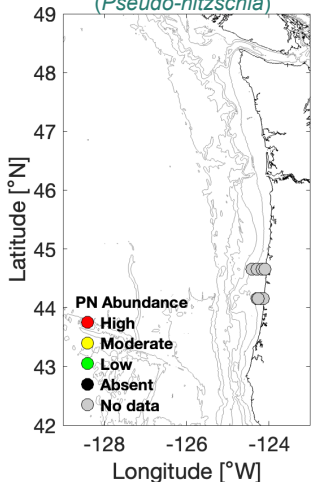 (Pseudo-nitzschia)
49
48
47
46
45
44
43
42
Latitude [°N]
PN Abundance
High
Moderate
Low
Absent
No data
-128
-126
-124
Longitude [°W]